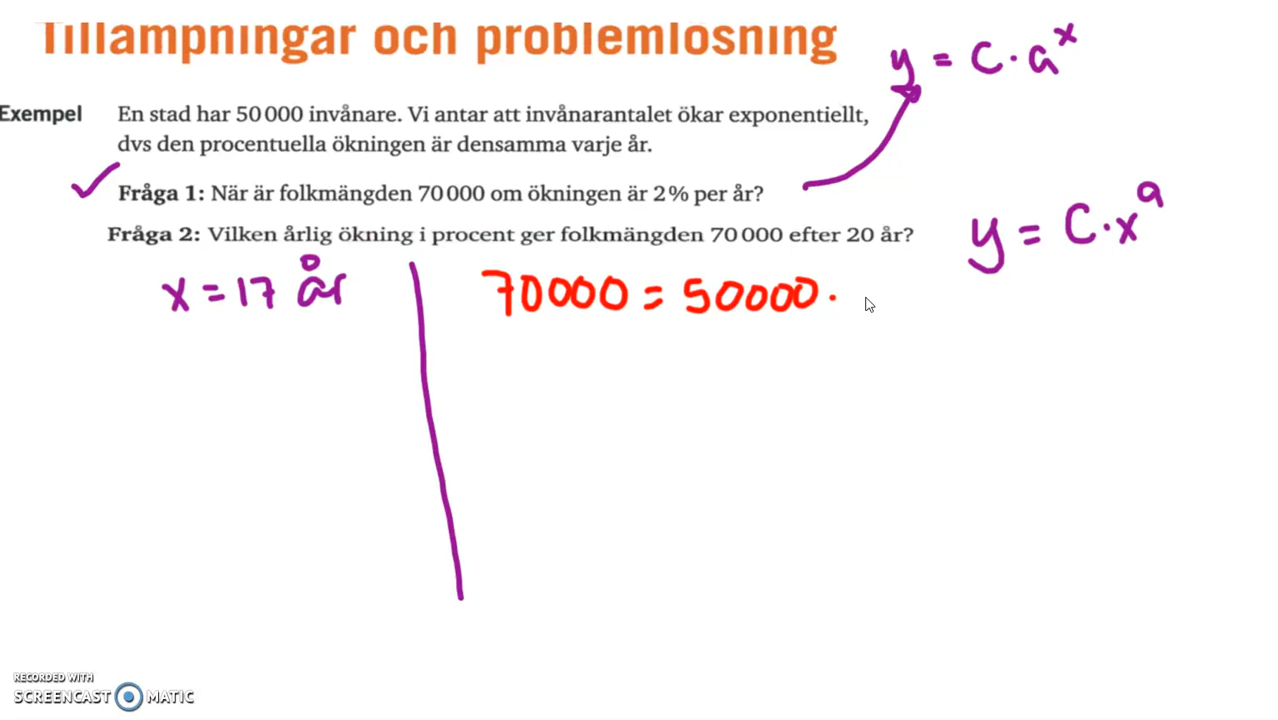 Tillämpningar och problemlösning
y = C · a^x
Exempel En stad har 50 000 invånare. Vi antar att invånarantalet ökar exponentiellt,
dvs den procentuella ökningen är densamma varje år.
Fråga 1: När är folkmängden 70 000 om ökningen är 2 % per år?
y = C · x^a
Fråga 2: Vilken årlig ökning i procent ger folkmängden 70 000 efter 20 år?
x = 17 år
70000 = 50000 ·
RECORDED WITH
SCREENCAST MATIC